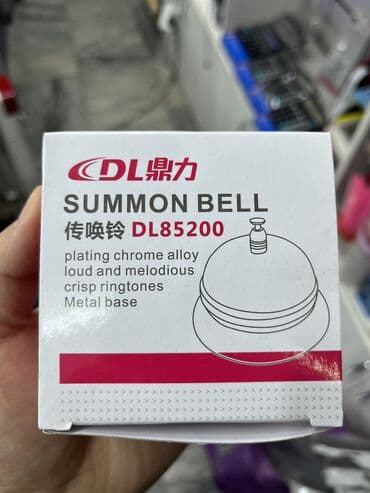 DL鼎力
SUMMON BELL
传唤铃 DL85200
plating chrome alloy
loud and melodious
crisp ringtones
Metal base